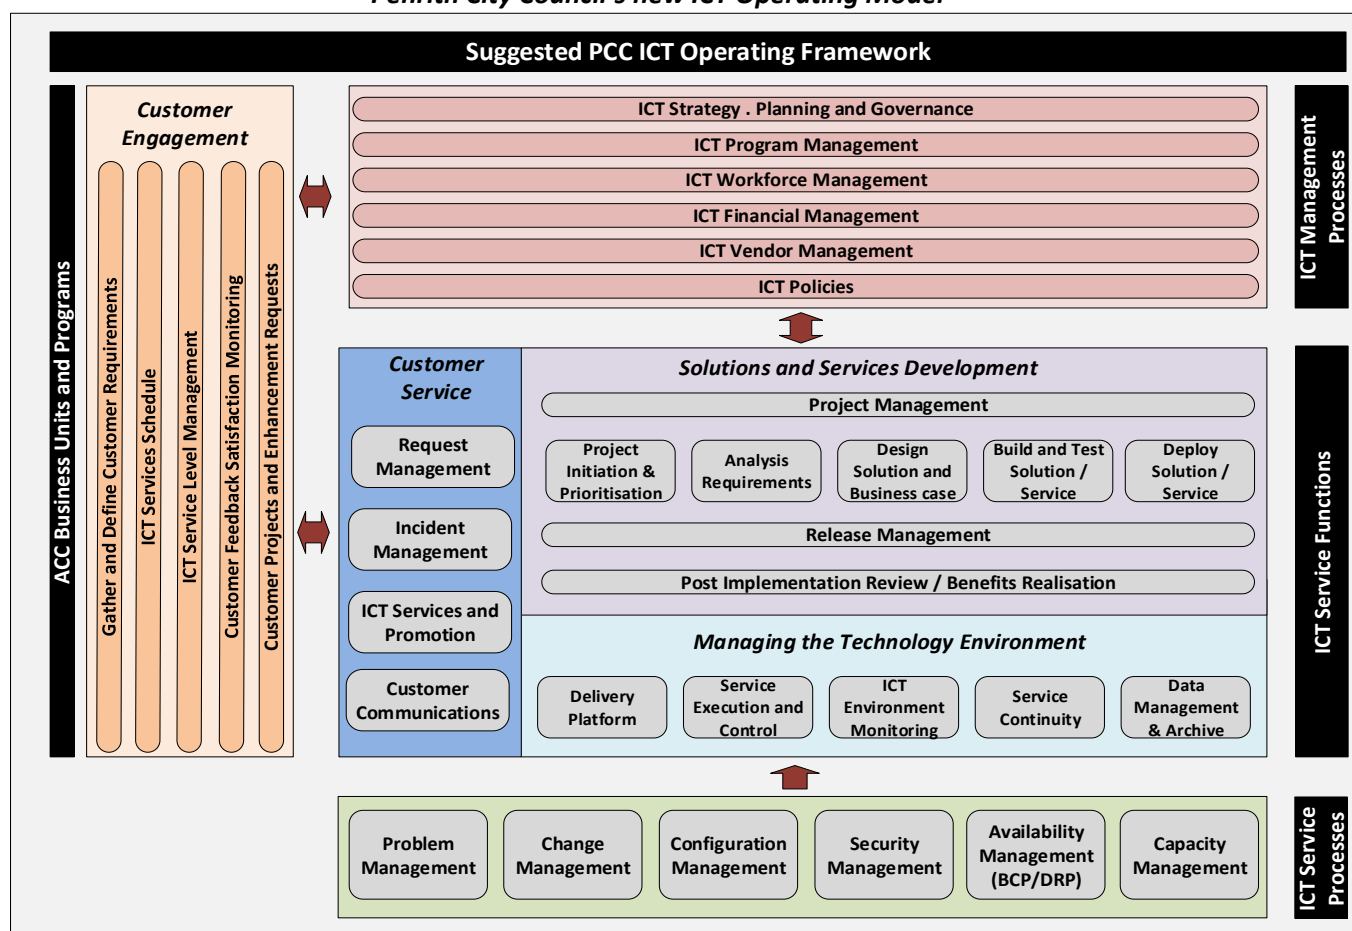 Penrith City Council's new ICT Operating Model
Suggested PCC ICT Operating Framework
ACC Business Units and Programs
Customer
Engagement
Gather and Define Customer Requirements
ICT Services Schedule
ICT Service Level Management
Customer Feedback Satisfaction Monitoring
Customer Projects and Enhancement Requests
ICT Strategy . Planning and Governance
ICT Program Management
ICT Workforce Management
ICT Financial Management
ICT Vendor Management
ICT Policies
ICT Management
Processes
Customer
Service
Request
Management
Incident
Management
ICT Services and
Promotion
Customer
Communications
Solutions and Services Development
Project Management
Project
Initiation &
Prioritisation
Analysis
Requirements
Design
Solution and
Business case
Build and Test
Solution /
Service
Deploy
Solution /
Service
Release Management
Post Implementation Review / Benefits Realisation
Managing the Technology Environment
Delivery
Platform
Service
Execution and
Control
ICT
Environment
Monitoring
Service
Continuity
Data
Management
& Archive
ICT Service Functions
Problem
Management
Change
Management
Configuration
Management
Security
Management
Availability
Management
(BCP/DRP)
Capacity
Management
ICT Service
Processes